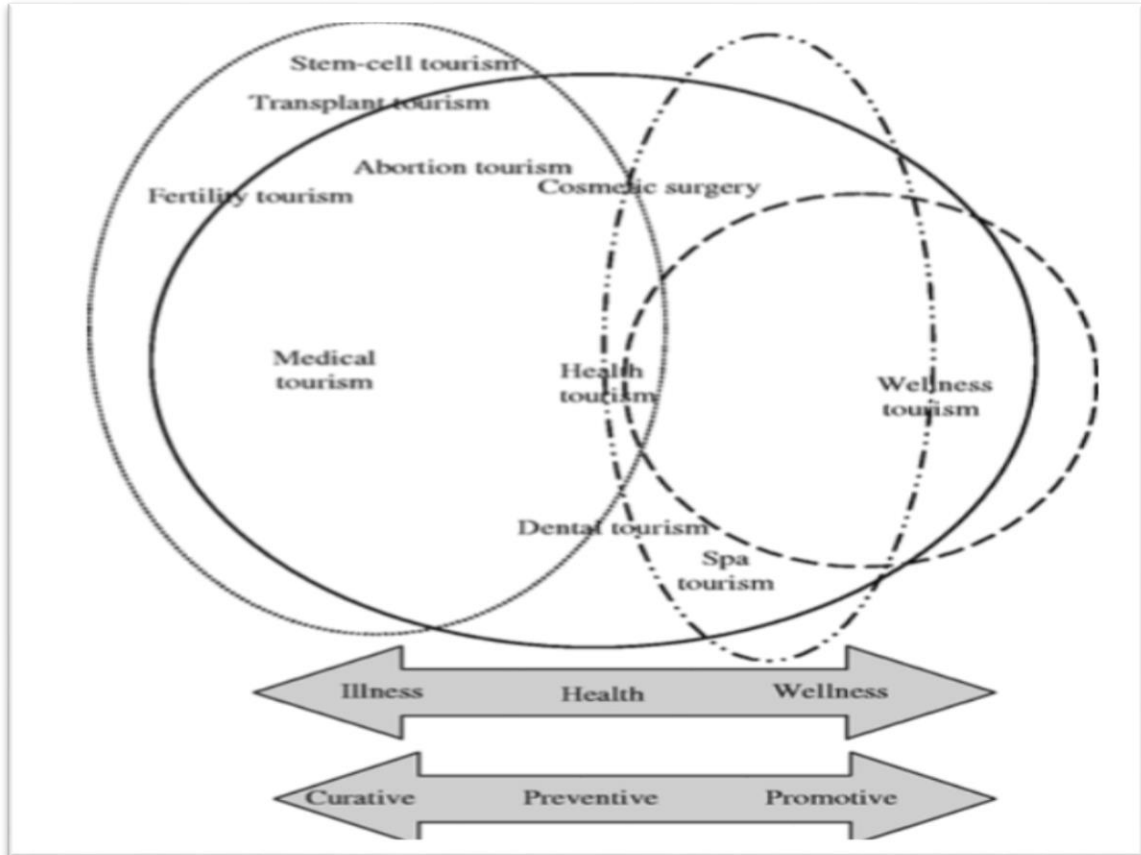 Stem-cell tourism
Transplant tourism
Abortion tourism
Cosmetic surgery
Fertility tourism
Medical
tourism
Health
tourism
Wellness
tourism
Dental tourism
Spa
tourism
Illness Health Wellness
Curative Preventive Promotive